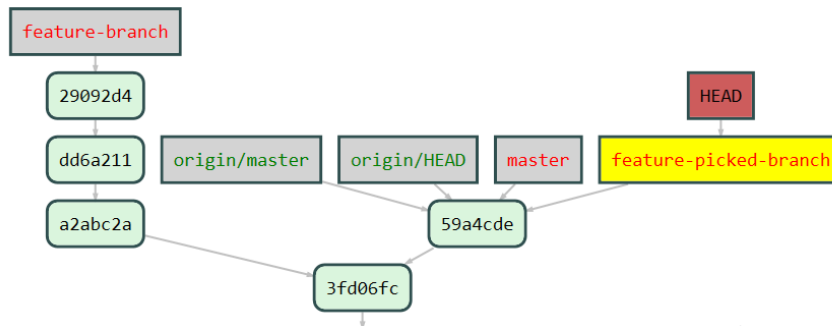 feature-branch
29092d4
HEAD
dd6a211
origin/master
origin/HEAD
master
feature-picked-branch
a2abc2a
59a4cde
3fd06fc